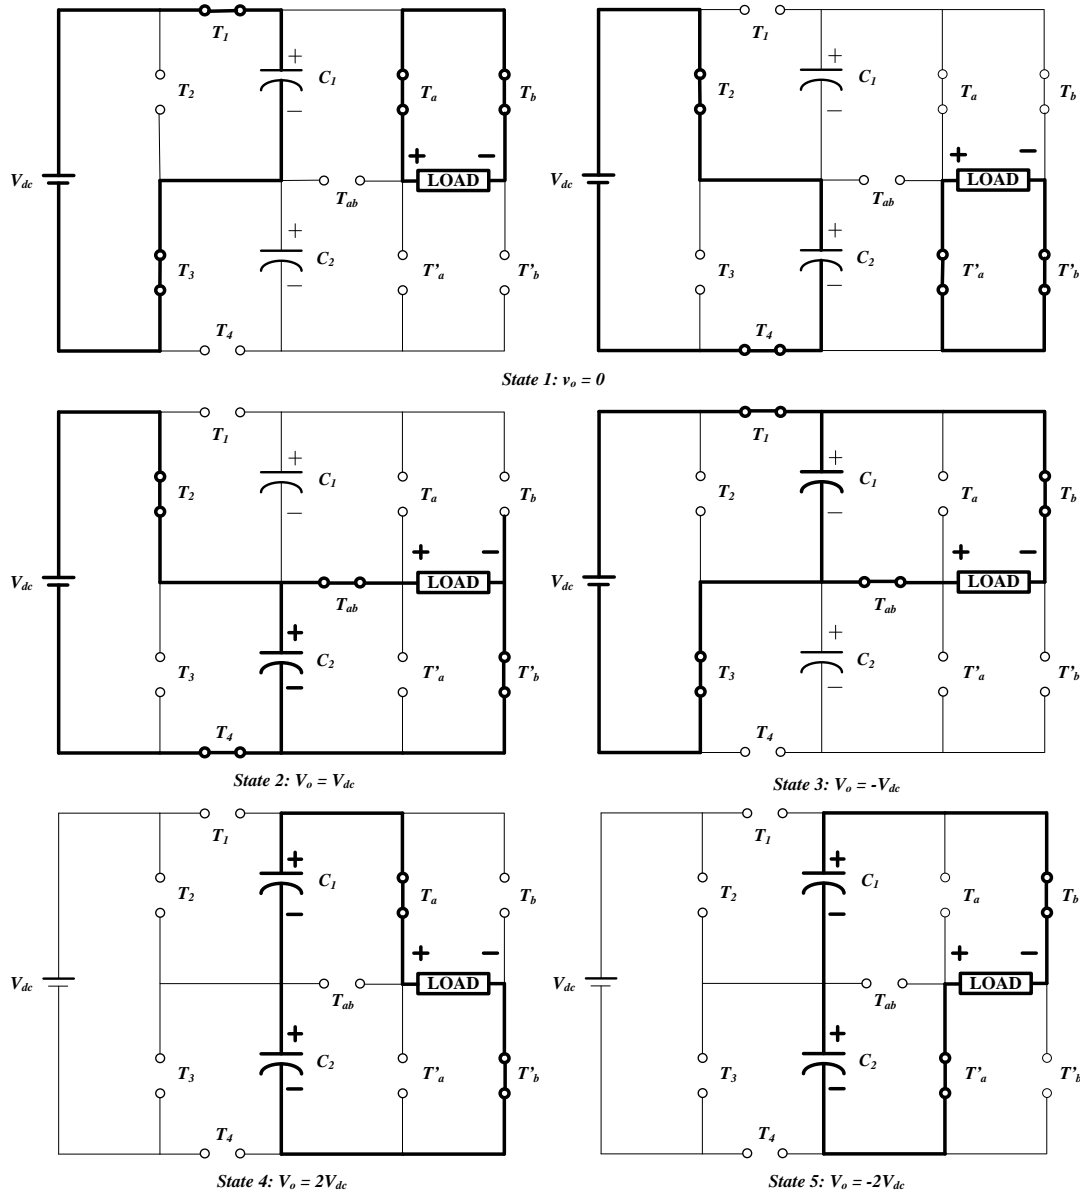 T1
+
T2
C1
Ta
Tb
−
+ −
Vdc
LOAD
Tab
+
T3
C2
T'a
T'b
−
T4
T1
+
T2
C1
Ta
Tb
−
+ −
Vdc
LOAD
Tab
+
T3
C2
T'a
T'b
−
T4
State 1: vo = 0
T1
+
T2
C1
Ta
Tb
−
+ −
Vdc
LOAD
Tab
+
T3
C2
T'a
T'b
−
T4
State 2: Vo = Vdc
T1
+
T2
C1
Ta
Tb
−
+ −
Vdc
LOAD
Tab
+
T3
C2
T'a
T'b
−
T4
State 3: Vo = -Vdc
T1
+
T2
C1
Ta
Tb
−
+ −
Vdc
LOAD
Tab
+
T3
C2
T'a
T'b
−
T4
State 4: Vo = 2Vdc
T1
+
T2
C1
Ta
Tb
−
+ −
Vdc
LOAD
Tab
+
T3
C2
T'a
T'b
−
T4
State 5: Vo = -2Vdc